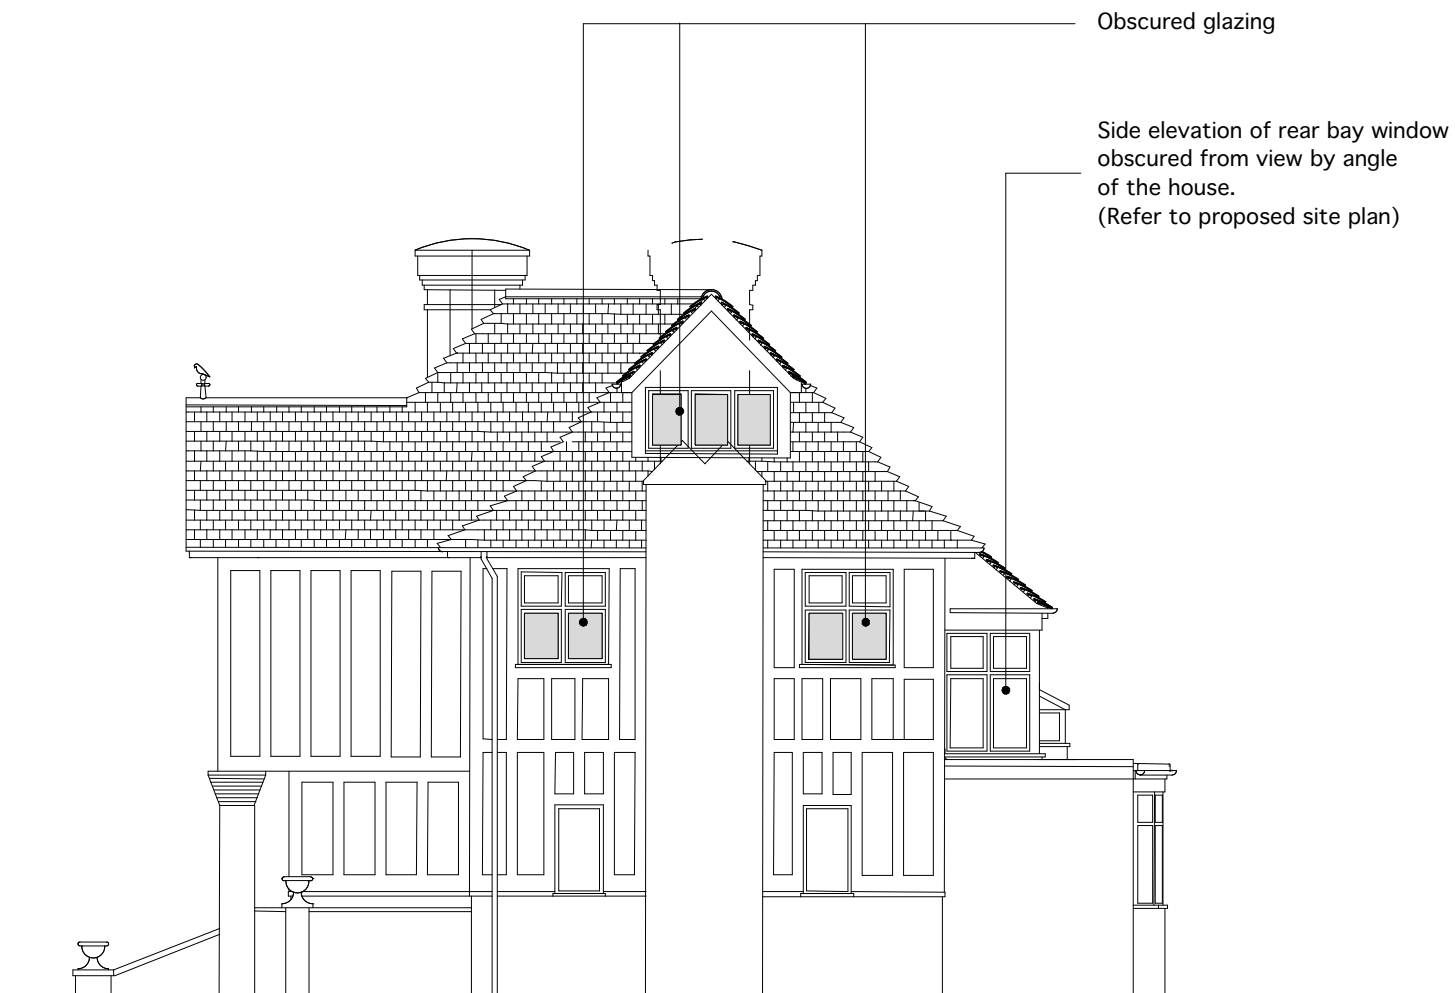 Obscured glazing
Side elevation of rear bay window
obscured from view by angle
of the house.
(Refer to proposed site plan)